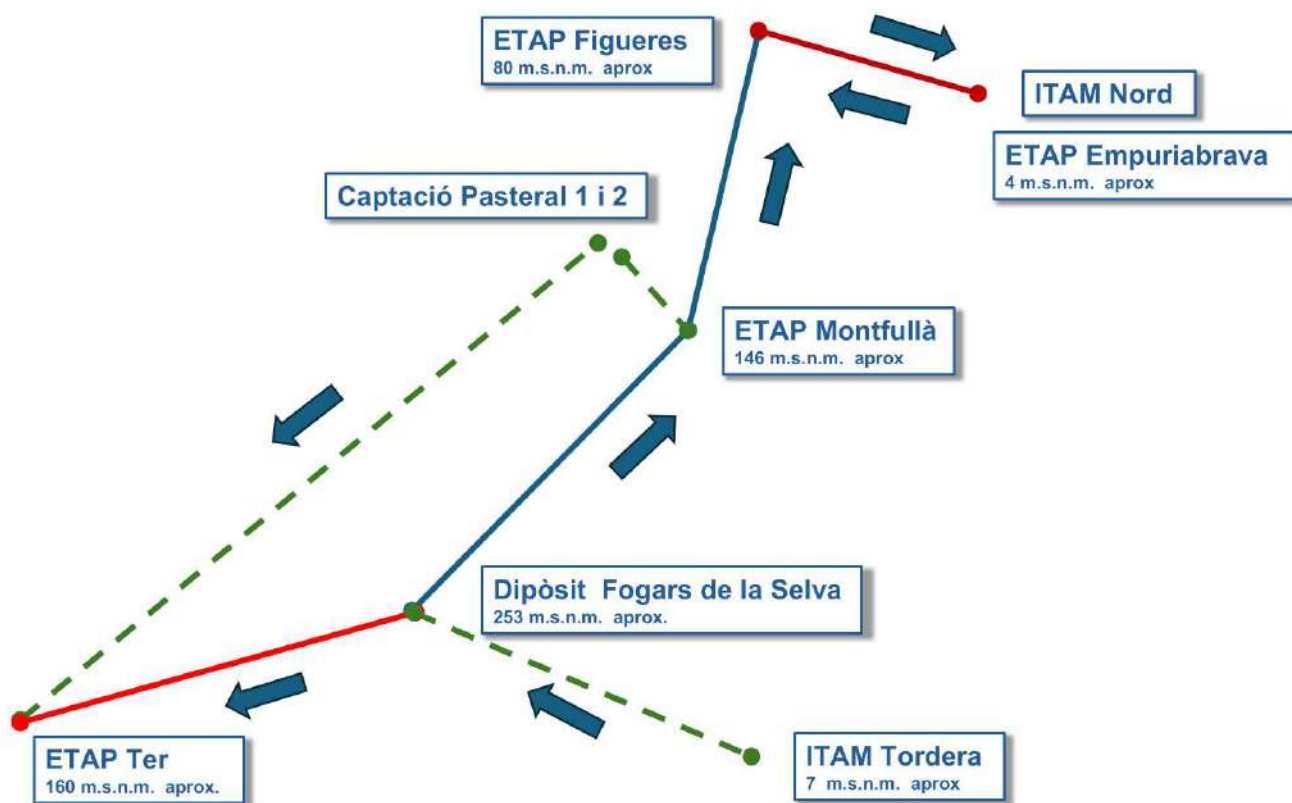 ETAP Figueres
80 m.s.n.m. aprox
ITAM Nord
ETAP Empuriabrava
4 m.s.n.m. aprox
Captació Pasteral 1 i 2
ETAP Montfullà
146 m.s.n.m. aprox
Dipòsit Fogars de la Selva
253 m.s.n.m. aprox.
ETAP Ter
160 m.s.n.m. aprox.
ITAM Tordera
7 m.s.n.m. aprox